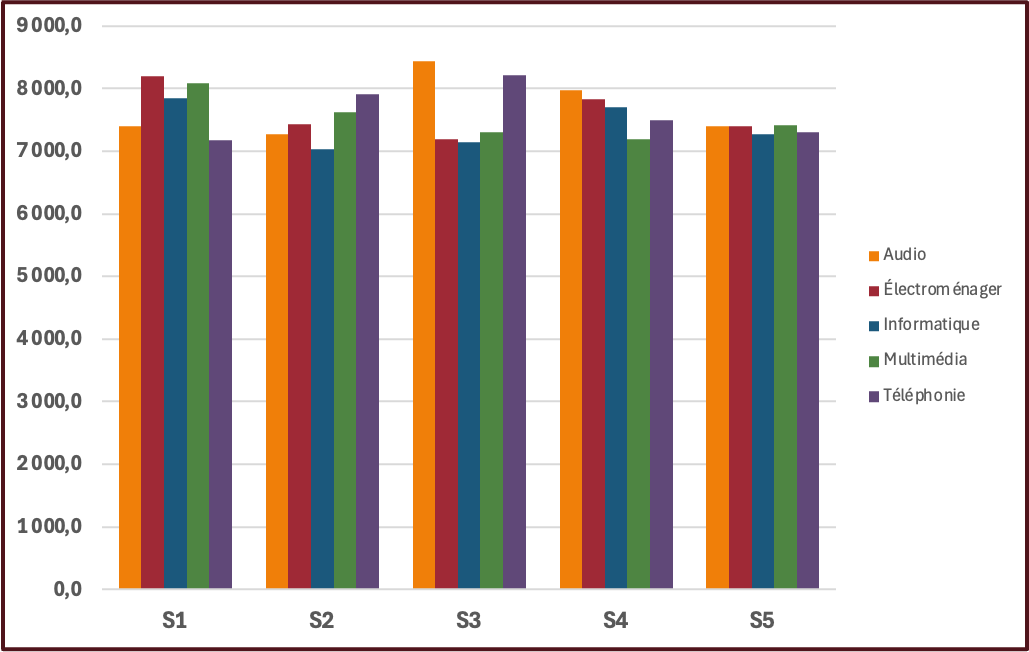 9 000,0
8 000,0
7 000,0
6 000,0
5 000,0
4 000,0
3 000,0
2 000,0
1 000,0
0,0
S1 S2 S3 S4 S5
Audio
Électroménager
Informatique
Multimédia
Téléphonie